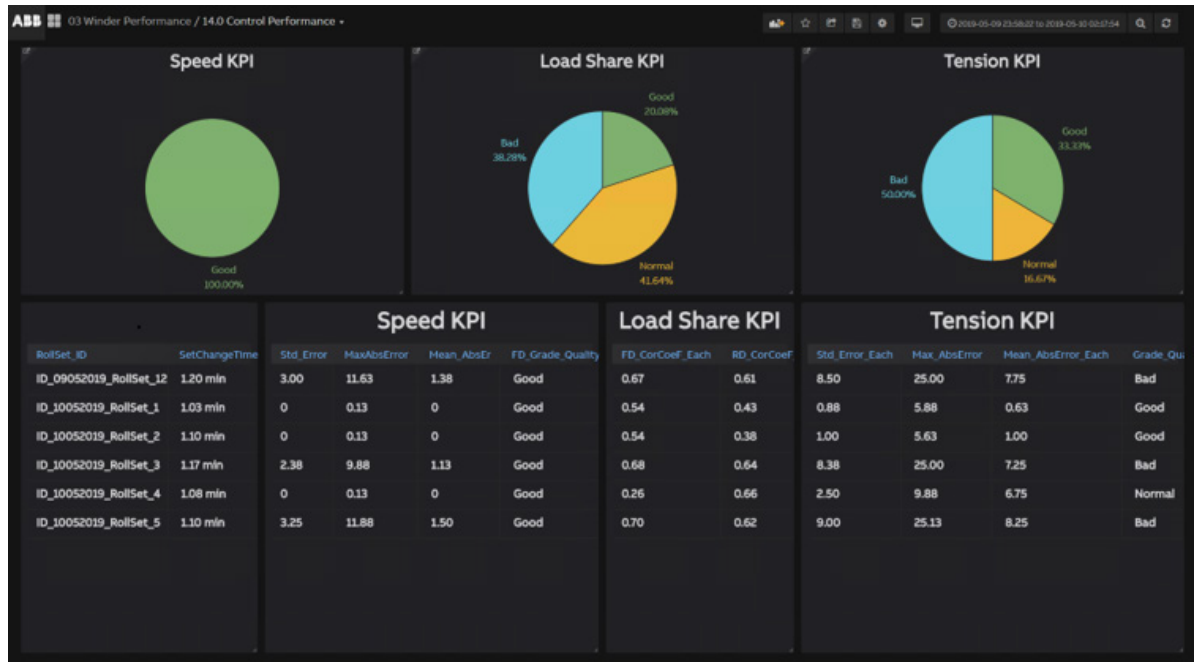 ABB 03 Winder Performance / 14.0 Control Performance
2019-05-09 23:58:22 to 2019-05-10 02:17:54
Speed KPI
Good
100.00%
Load Share KPI
Good
20.08%
Bad
38.28%
Normal
41.64%
Tension KPI
Good
33.33%
Bad
50.00%
Normal
16.67%
Speed KPI Load Share KPI Tension KPI
RollSet_ID SetChangeTime Std_Error MaxAbsError Mean_AbsEr FD_Grade_Quality FD_CorCoeF_Each RD_CorCoeF Std_Error_Each Max_AbsError Mean_AbsError_Each Grade_Qua
ID_09052019_RollSet_12 1.20 min 3.00 11.63 1.38 Good 0.67 0.61 8.50 25.00 7.75 Bad
ID_10052019_RollSet_1 1.03 min 0 0.13 0 Good 0.54 0.43 0.88 5.88 0.63 Good
ID_10052019_RollSet_2 1.10 min 0 0.13 0 Good 0.54 0.38 1.00 5.63 1.00 Good
ID_10052019_RollSet_3 1.17 min 2.38 9.88 1.13 Good 0.68 0.64 8.38 25.00 7.25 Bad
ID_10052019_RollSet_4 1.08 min 0 0.13 0 Good 0.26 0.66 2.50 9.88 6.75 Normal
ID_10052019_RollSet_5 1.10 min 3.25 11.88 1.50 Good 0.70 0.62 9.00 25.13 8.25 Bad